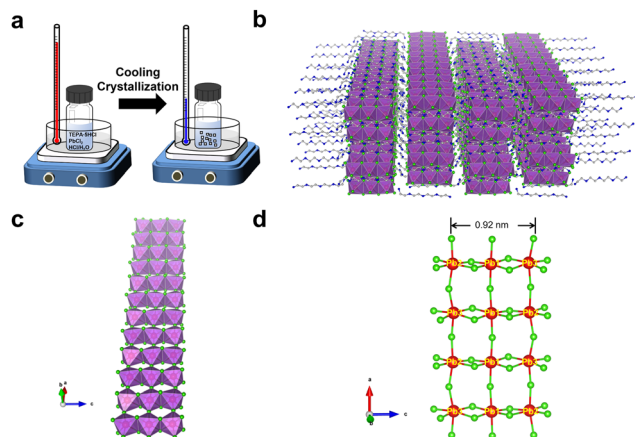 a
Cooling
Crystallization
TEPA·5HCl
PbCl₂
HCl/H₂O
b
c
b
a
c
d
0.92 nm
Pb Pb Pb
Pb Pb Pb
Pb Pb Pb
Pb Pb Pb
a
b
c